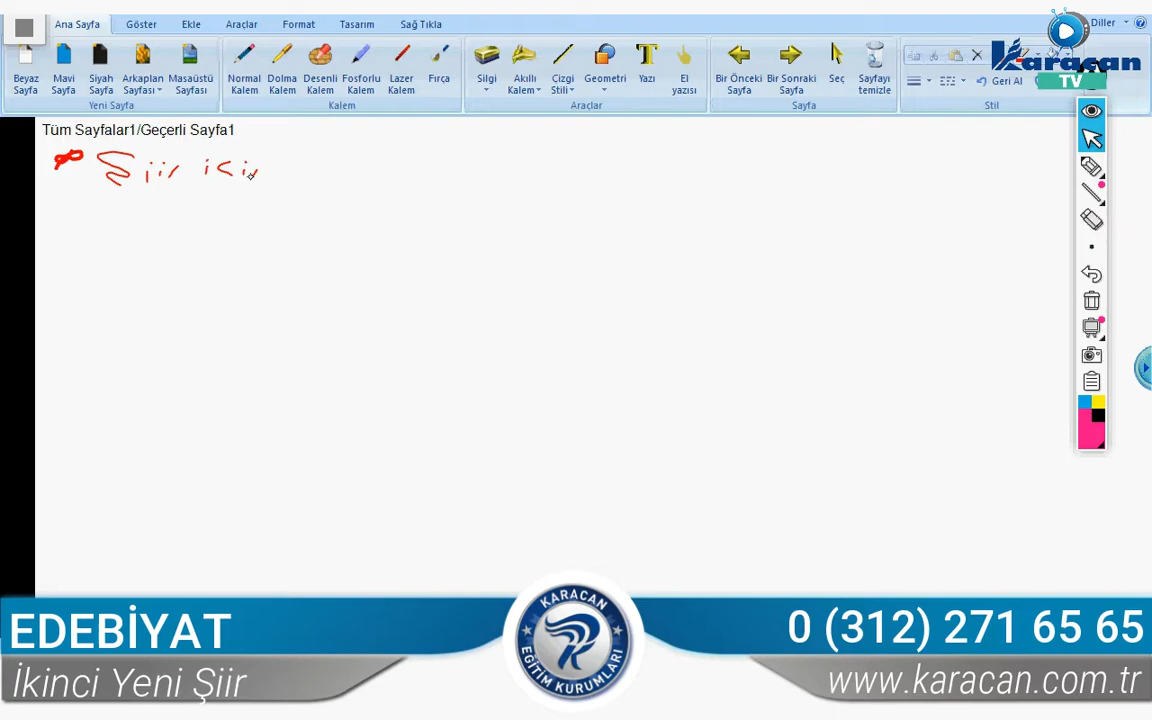 Ana Sayfa Göster Ekle Araçlar Format Tasarım Sağ Tıkla Diller
Beyaz Sayfa Mavi Sayfa Siyah Sayfa Arkaplan Sayfası Masaüstü Sayfası Normal Kalem Dolma Kalem Desenli Kalem Fosforlu Kalem Lazer Kalem Fırça Silgi Akıllı Kalem Çizgi Stili Geometri Yazı El yazısı Bir Önceki Sayfa Bir Sonraki Sayfa Seç Sayfayı temizle Geri Al
Yeni Sayfa Kalem Araçlar Sayfa Stil
Karacan
TV
Tüm Sayfalar1/Geçerli Sayfa1
Şiir için
EDEBİYAT
İkinci Yeni Şiir
KARACAN
EĞİTİM KURUMLARI
0 (312) 271 65 65
www.karacan.com.tr